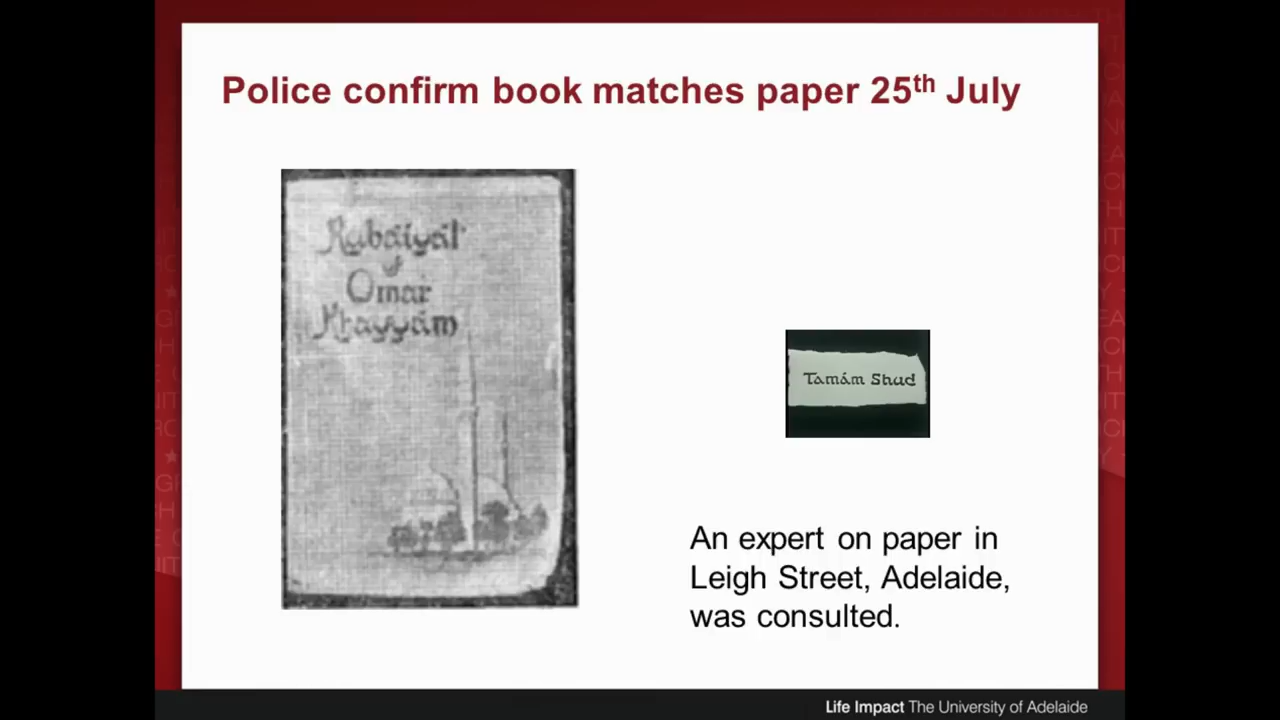 Police confirm book matches paper 25th July
Rubáiyát
of
Omar
Khayyám
Tamám Shud
An expert on paper in
Leigh Street, Adelaide,
was consulted.
Life Impact The University of Adelaide